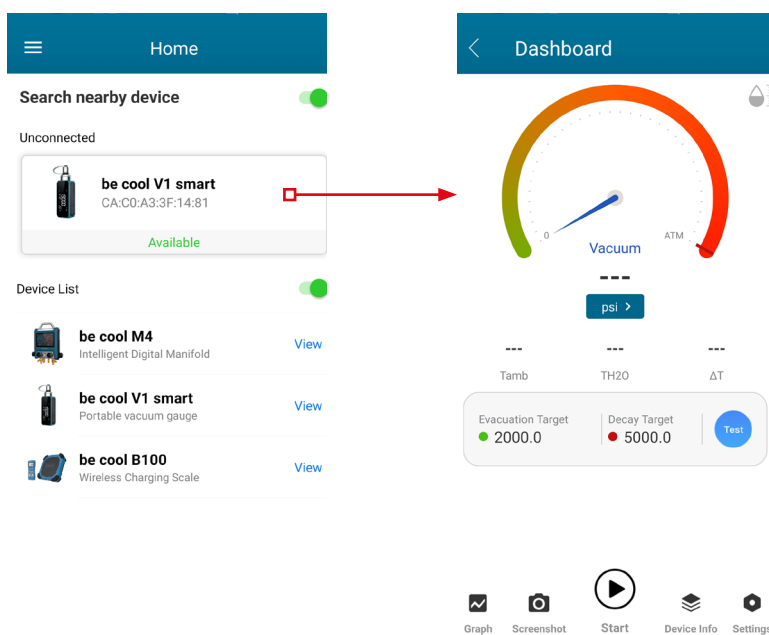 Home
Search nearby device
Unconnected
be cool V1 smart
CA:C0:A3:3F:14:81
Available
Device List
be cool M4
Intelligent Digital Manifold
View
be cool V1 smart
Portable vacuum gauge
View
be cool B100
Wireless Charging Scale
View
Dashboard
0
ATM
Vacuum
---
psi >
--- --- ---
Tamb TH2O ΔT
Evacuation Target Decay Target
2000.0 5000.0
Test
Graph Screenshot Start Device Info Settings